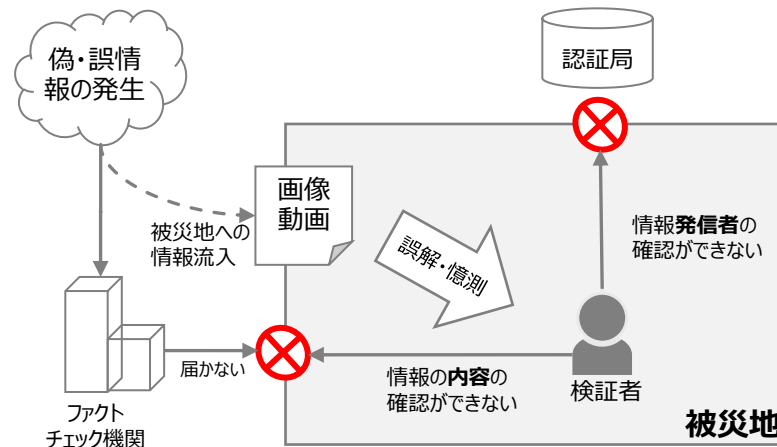 偽・誤情
報の発生
認証局
画像
動画
被災地への
情報流入
誤解・憶測
情報発信者の
確認ができない
届かない
情報の内容の
確認ができない
検証者
ファクト
チェック機関
被災地